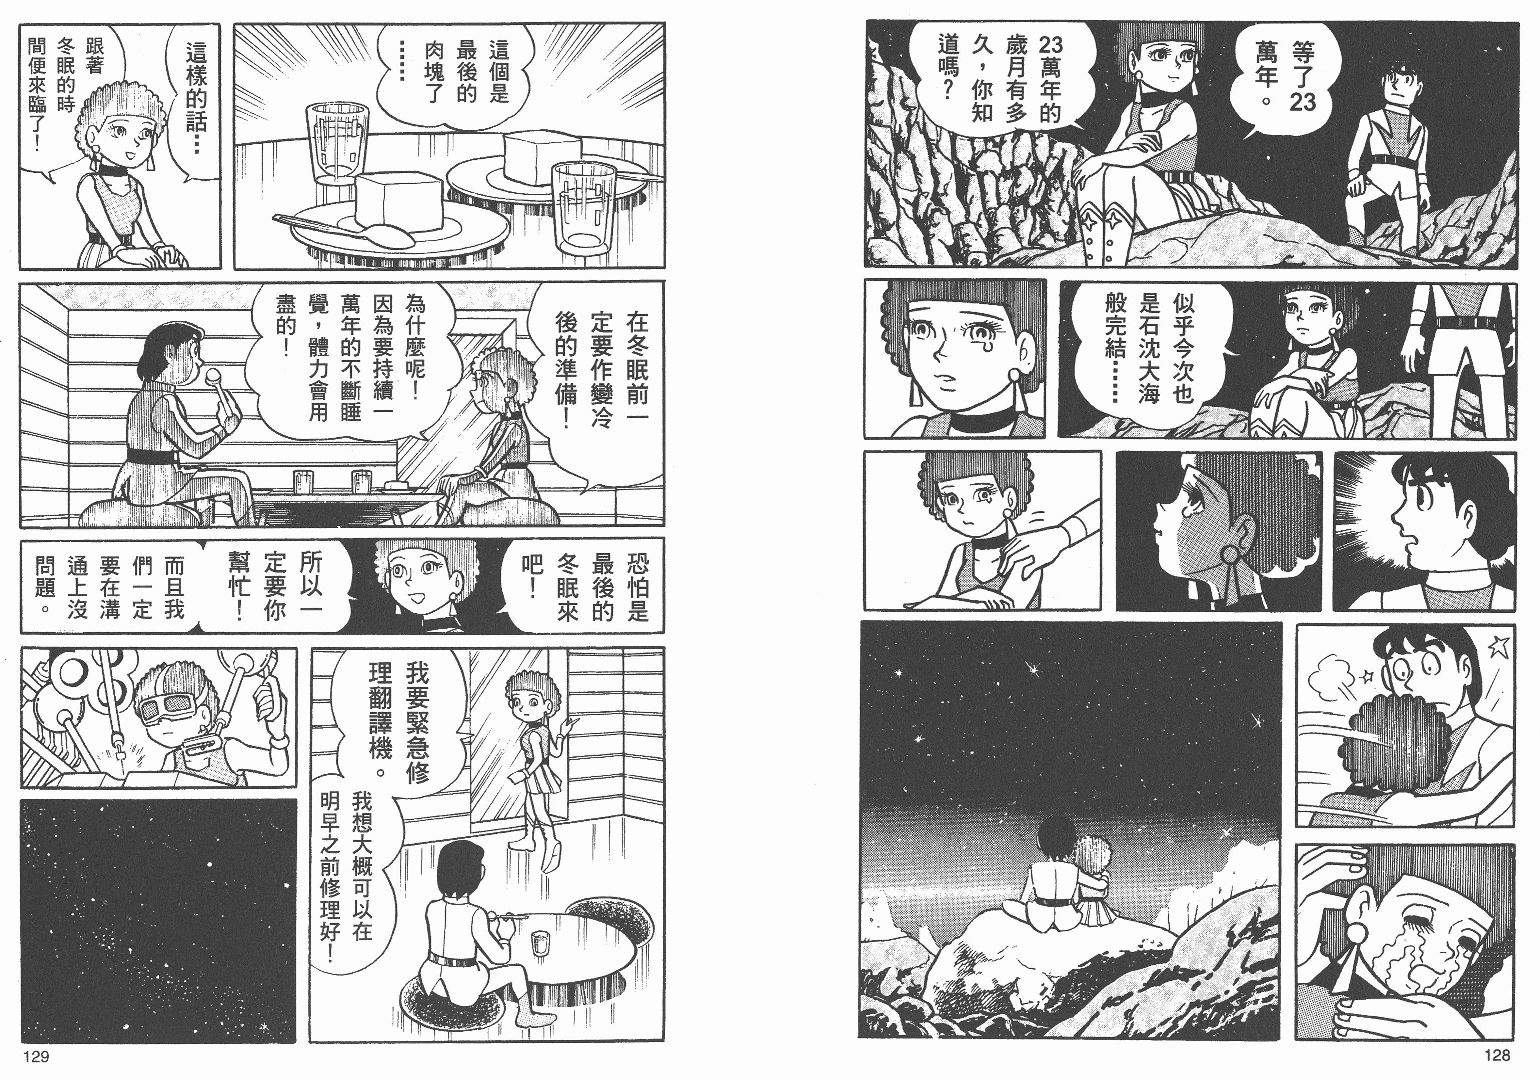 等了23
萬年。
23萬年的
歲月有多
久，你知
道嗎？
似乎今次也
是石沈大海
般完結……
128
這個是
最後的
肉塊了
……
這樣的話…
跟著
冬眠的時
間便來臨了！
在冬眠前一
定要作變冷
後的準備！
為什麼呢！
因為要持續一
萬年的不斷睡
覺，體力會用
盡的！
恐怕是
最後的
冬眠來
吧！
所以一
定要你
幫忙！
而且我
們一定
要在溝
通上沒
問題。
我要緊急修
理翻譯機。
我想大概可以在
明早之前修理好！
129